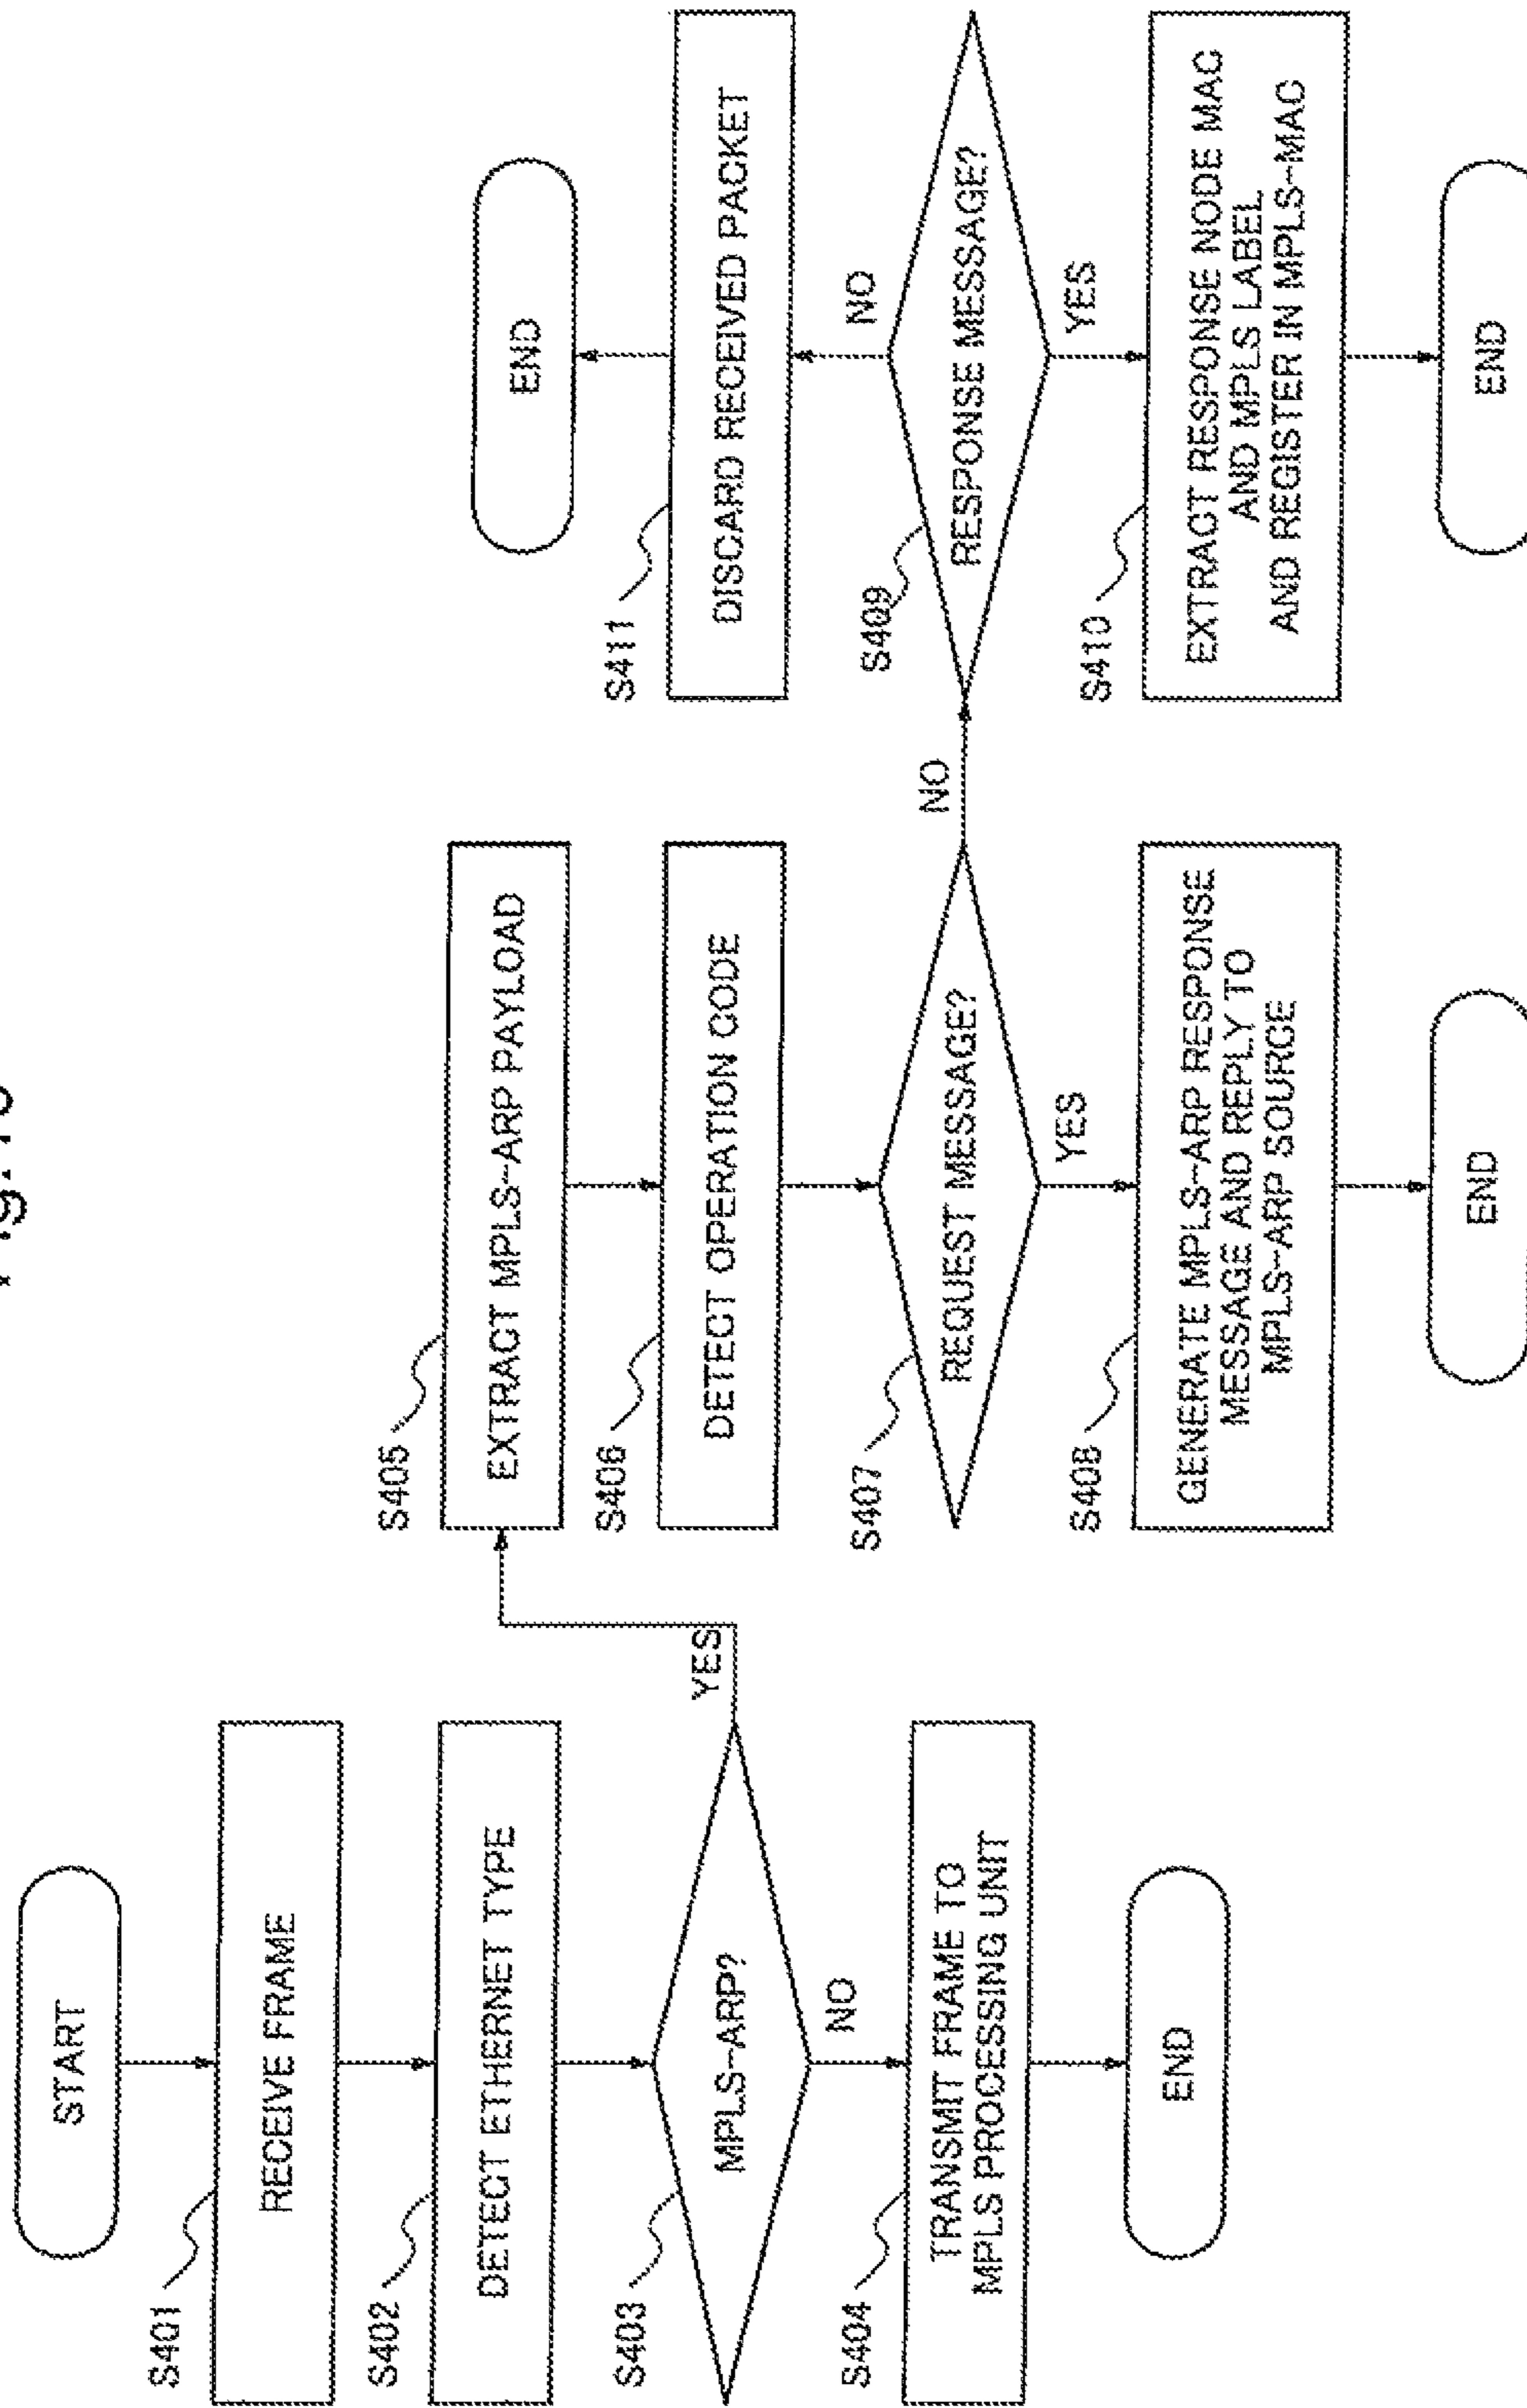 START
S401
RECEIVE FRAME
S402
DETECT ETHERNET TYPE
S403
MPLS-ARP?
YES
NO
S404
TRANSMIT FRAME TO
MPLS PROCESSING UNIT
END
S405
EXTRACT MPLS-ARP PAYLOAD
S406
DETECT OPERATION CODE
S407
REQUEST MESSAGE?
NO
YES
S408
GENERATE MPLS-ARP RESPONSE
MESSAGE AND REPLY TO
MPLS-ARP SOURCE
END
END
S411
DISCARD RECEIVED PACKET
NO
S409
RESPONSE MESSAGE?
YES
S410
EXTRACT RESPONSE NODE MAC
AND MPLS LABEL
AND REGISTER IN MPLS-MAC
END